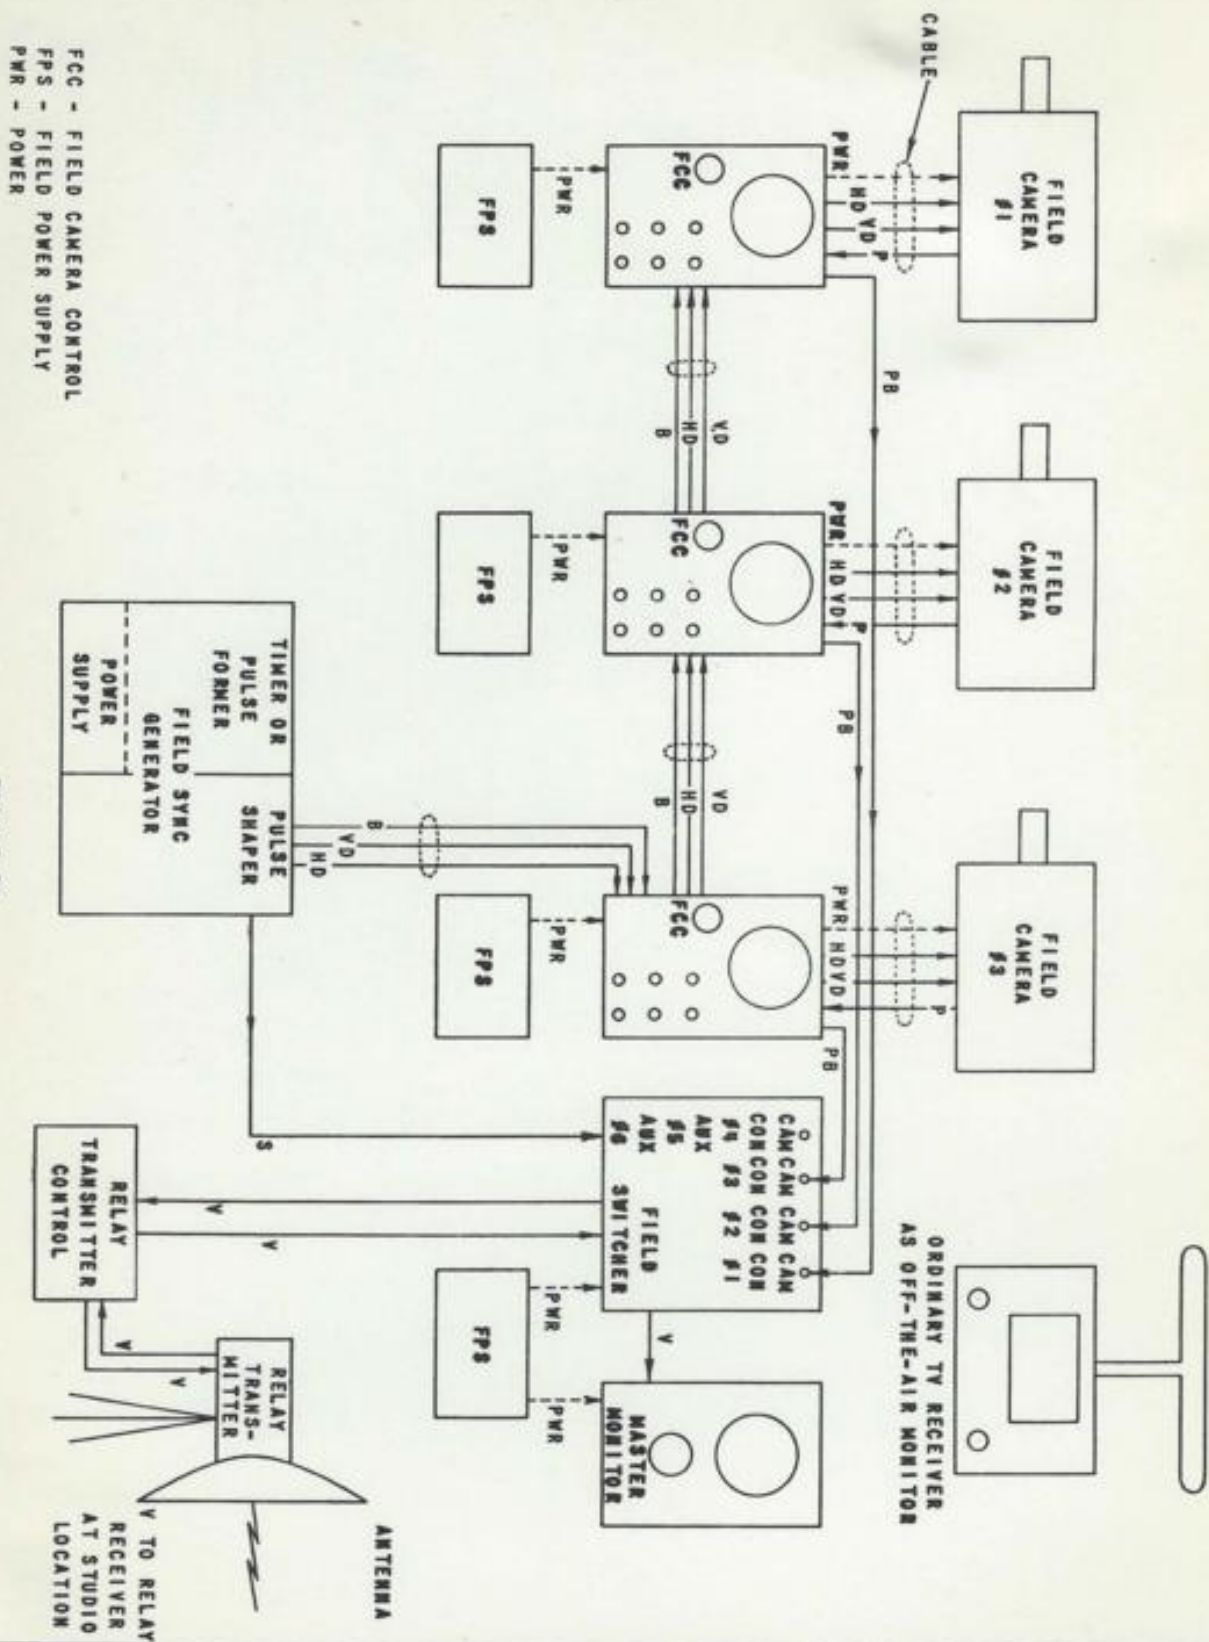 CABLE
FIELD
CAMERA
#1
FIELD
CAMERA
#2
FIELD
CAMERA
#3
ORDINARY TV RECEIVER
AS OFF-THE-AIR MONITOR
PWR
HD
VD
P
PB
PWR
HD
VD
P
PB
PWR
HD
VD
P
PB
FCC
VD
HD
B
FCC
VD
HD
B
FCC
CAM CAM CAM CAM
CON CON CON CON
#4 #3 #2 #1
AUX
#5
AUX
#6
FIELD
SWITCHER
V
MASTER
MONITOR
PWR
FPS
PWR
FPS
PWR
FPS
PWR
PWR
FPS
B
VD
HD
TIMER OR
PULSE
FORMER
PULSE
SHAPER
FIELD SYNC
GENERATOR
POWER
SUPPLY
S
V
V
RELAY
TRANSMITTER
CONTROL
V
V
RELAY
TRANS-
MITTER
ANTENNA
V TO RELAY
RECEIVER
AT STUDIO
LOCATION
FCC - FIELD CAMERA CONTROL
FPS - FIELD POWER SUPPLY
PWR - POWER